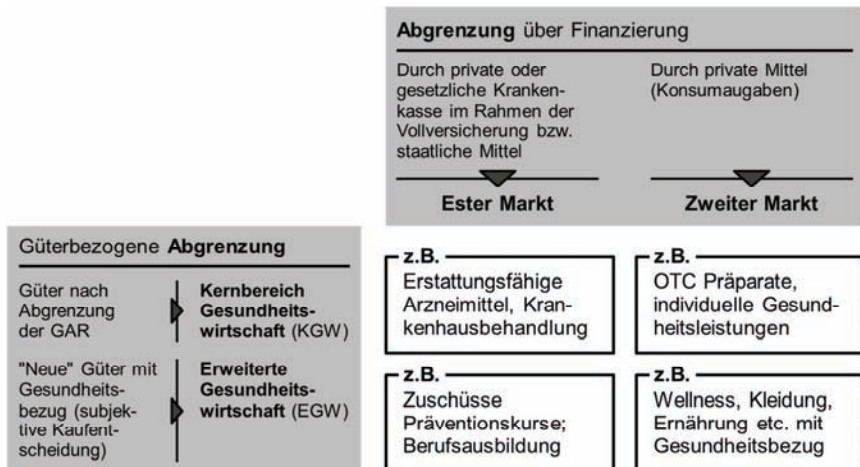 Abgrenzung über Finanzierung
Durch private oder
gesetzliche Kranken-
kasse im Rahmen der
Vollversicherung bzw.
staatliche Mittel
Ester Markt
Durch private Mittel
(Konsumaugaben)
Zweiter Markt
Güterbezogene Abgrenzung
Güter nach
Abgrenzung
der GAR
Kernbereich
Gesundheits-
wirtschaft (KGW)
"Neue" Güter mit
Gesundheits-
bezug (subjek-
tive Kaufent-
scheidung)
Erweiterte
Gesundheits-
wirtschaft (EGW)
z.B.
Erstattungsfähige
Arzneimittel, Kran-
kenhausbehandlung
z.B.
OTC Präparate,
individuelle Gesund-
heitsleistungen
z.B.
Zuschüsse
Präventionskurse;
Berufsausbildung
z.B.
Wellness, Kleidung,
Ernährung etc. mit
Gesundheitsbezug